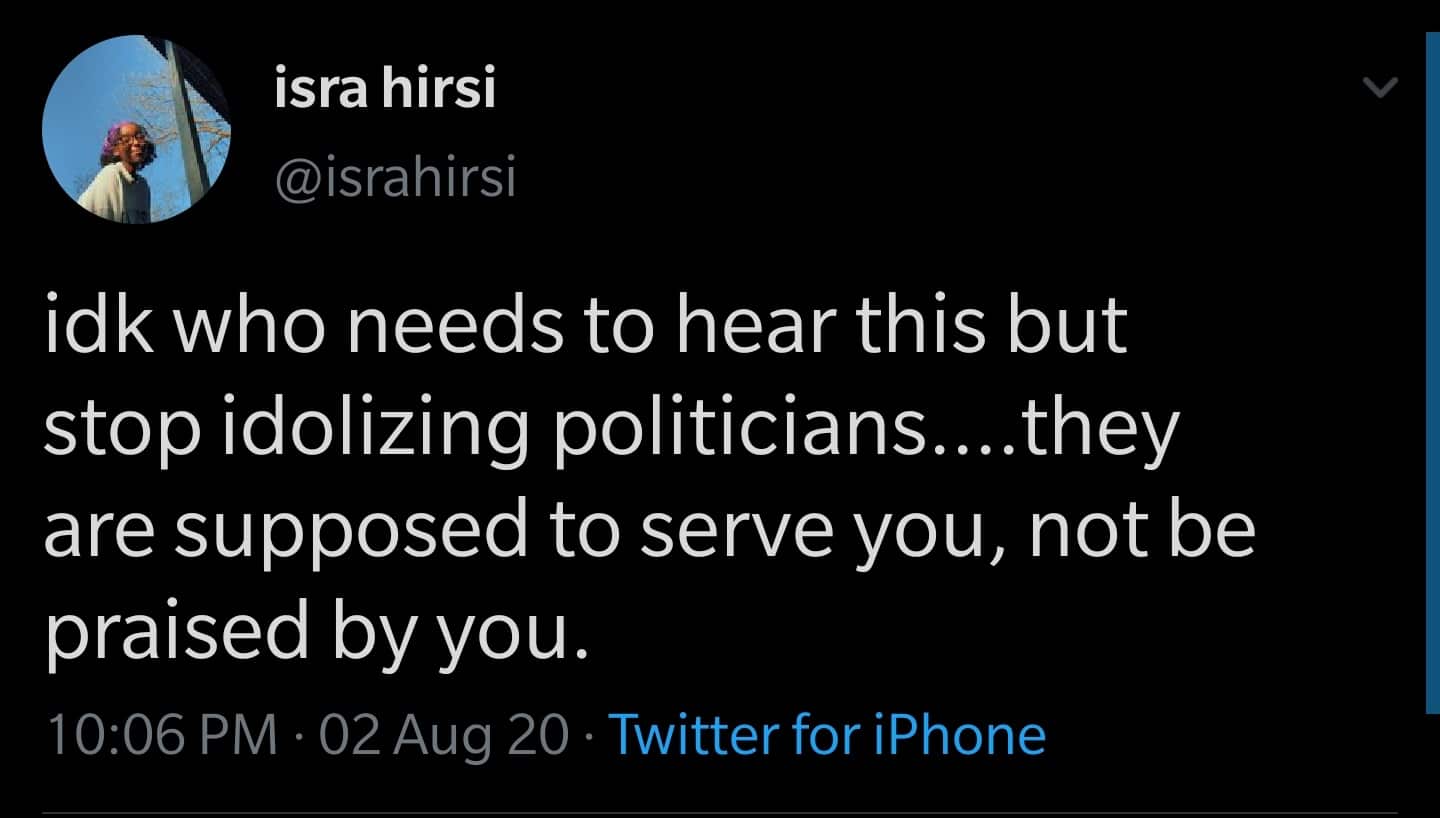 isra hirsi
@israhirsi
idk who needs to hear this but
stop idolizing politicians....they
are supposed to serve you, not be
praised by you.
10:06 PM · 02 Aug 20 · Twitter for iPhone